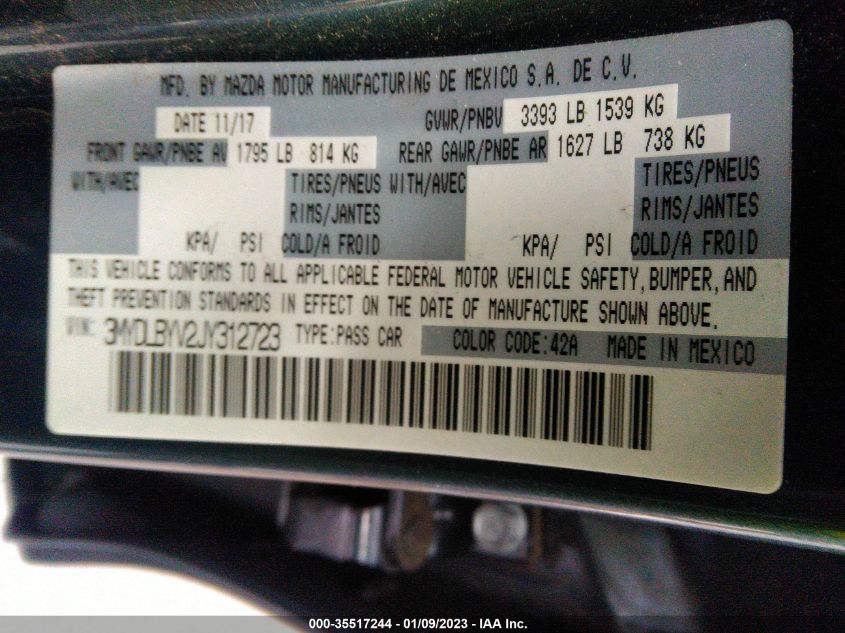 MFD. BY MAZDA MOTOR MANUFACTURING DE MEXICO S.A. DE C.V.
DATE 11/17 GVWR/PNBV 3393 LB 1539 KG
FRONT GAWR/PNBE AV 1795 LB 814 KG REAR GAWR/PNBE AR 1627 LB 738 KG
WITH/AVEC TIRES/PNEUS WITH/AVEC TIRES/PNEUS
RIMS/JANTES RIMS/JANTES
KPA/ PSI COLD/A FROID KPA/ PSI COLD/A FROID
THIS VEHICLE CONFORMS TO ALL APPLICABLE FEDERAL MOTOR VEHICLE SAFETY, BUMPER, AND
THEFT PREVENTION STANDARDS IN EFFECT ON THE DATE OF MANUFACTURE SHOWN ABOVE.
VIN: 3MYDLBYV2JY312723 TYPE:PASS CAR COLOR CODE:42A MADE IN MEXICO
000-35517244 — 01/09/2023 — IAA Inc.